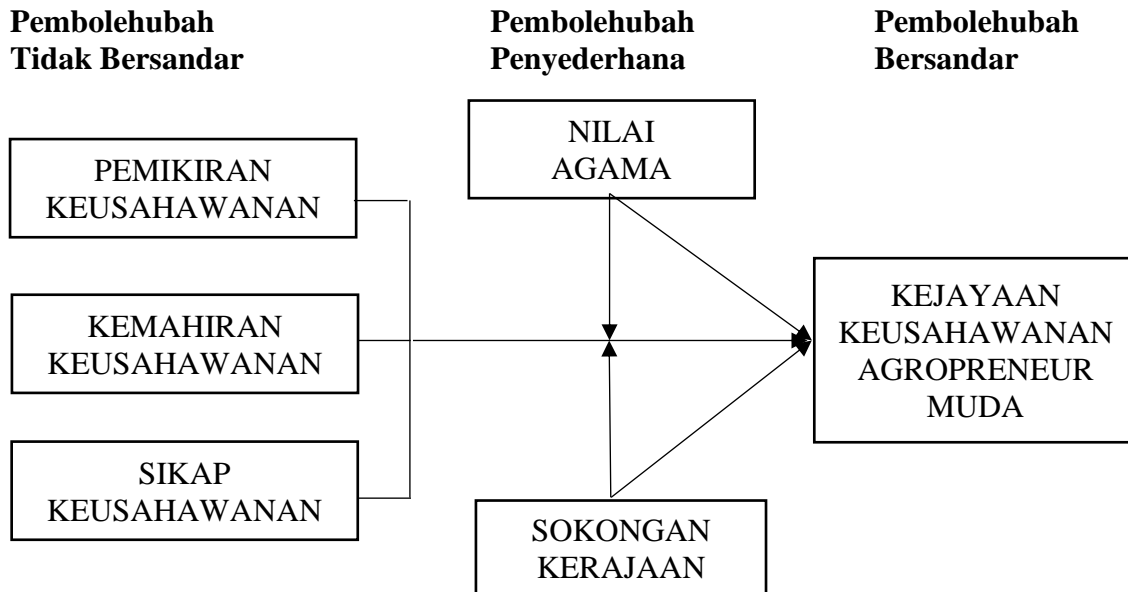 Pembolehubah
Tidak Bersandar
Pembolehubah
Penyederhana
Pembolehubah
Bersandar
NILAI
AGAMA
PEMIKIRAN
KEUSAHAWANAN
KEMAHIRAN
KEUSAHAWANAN
SIKAP
KEUSAHAWANAN
SOKONGAN
KERAJAAN
KEJAYAAN
KEUSAHAWANAN
AGROPRENEUR
MUDA